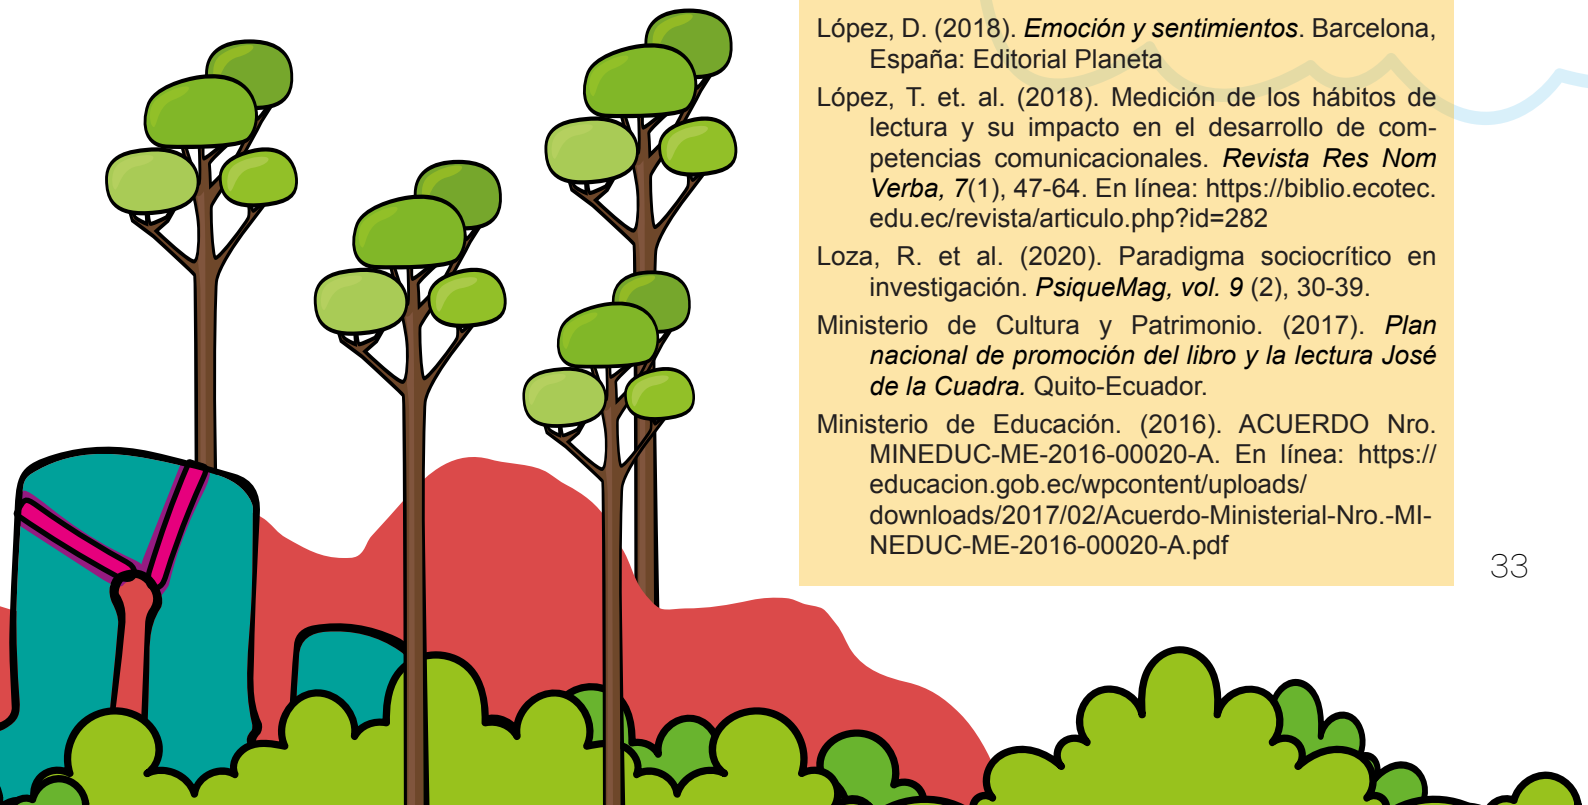 López, D. (2018). Emoción y sentimientos. Barcelona,
España: Editorial Planeta
López, T. et. al. (2018). Medición de los hábitos de
lectura y su impacto en el desarrollo de com-
petencias comunicacionales. Revista Res Nom
Verba, 7(1), 47-64. En línea: https://biblio.ecotec.
edu.ec/revista/articulo.php?id=282
Loza, R. et al. (2020). Paradigma sociocrítico en
investigación. PsiqueMag, vol. 9 (2), 30-39.
Ministerio de Cultura y Patrimonio. (2017). Plan
nacional de promoción del libro y la lectura José
de la Cuadra. Quito-Ecuador.
Ministerio de Educación. (2016). ACUERDO Nro.
MINEDUC-ME-2016-00020-A. En línea: https://
educacion.gob.ec/wpcontent/uploads/
downloads/2017/02/Acuerdo-Ministerial-Nro.-MI-
NEDUC-ME-2016-00020-A.pdf
33